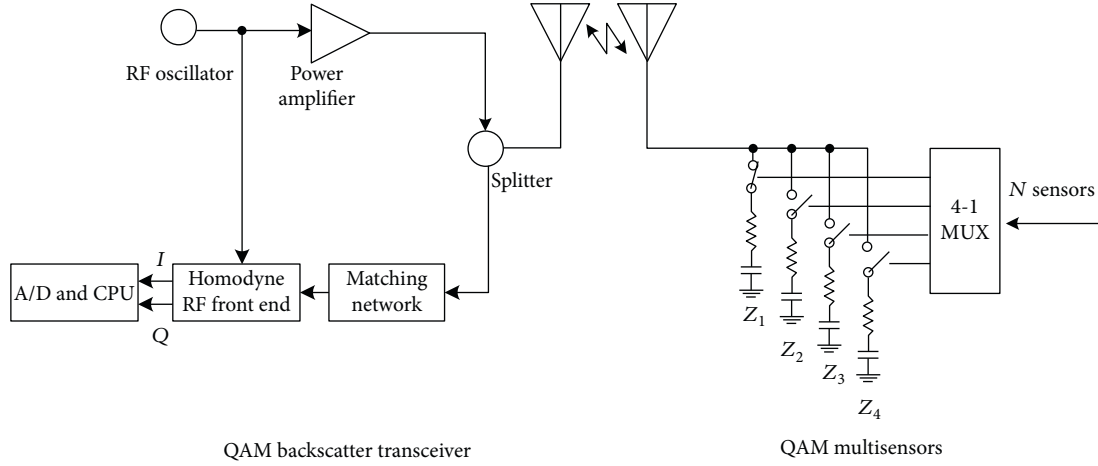 RF oscillator
Power
amplifier
Splitter
I
Q
A/D and CPU
Homodyne
RF front end
Matching
network
4-1
MUX
N sensors
Z1
Z2
Z3
Z4
QAM backscatter transceiver
QAM multisensors